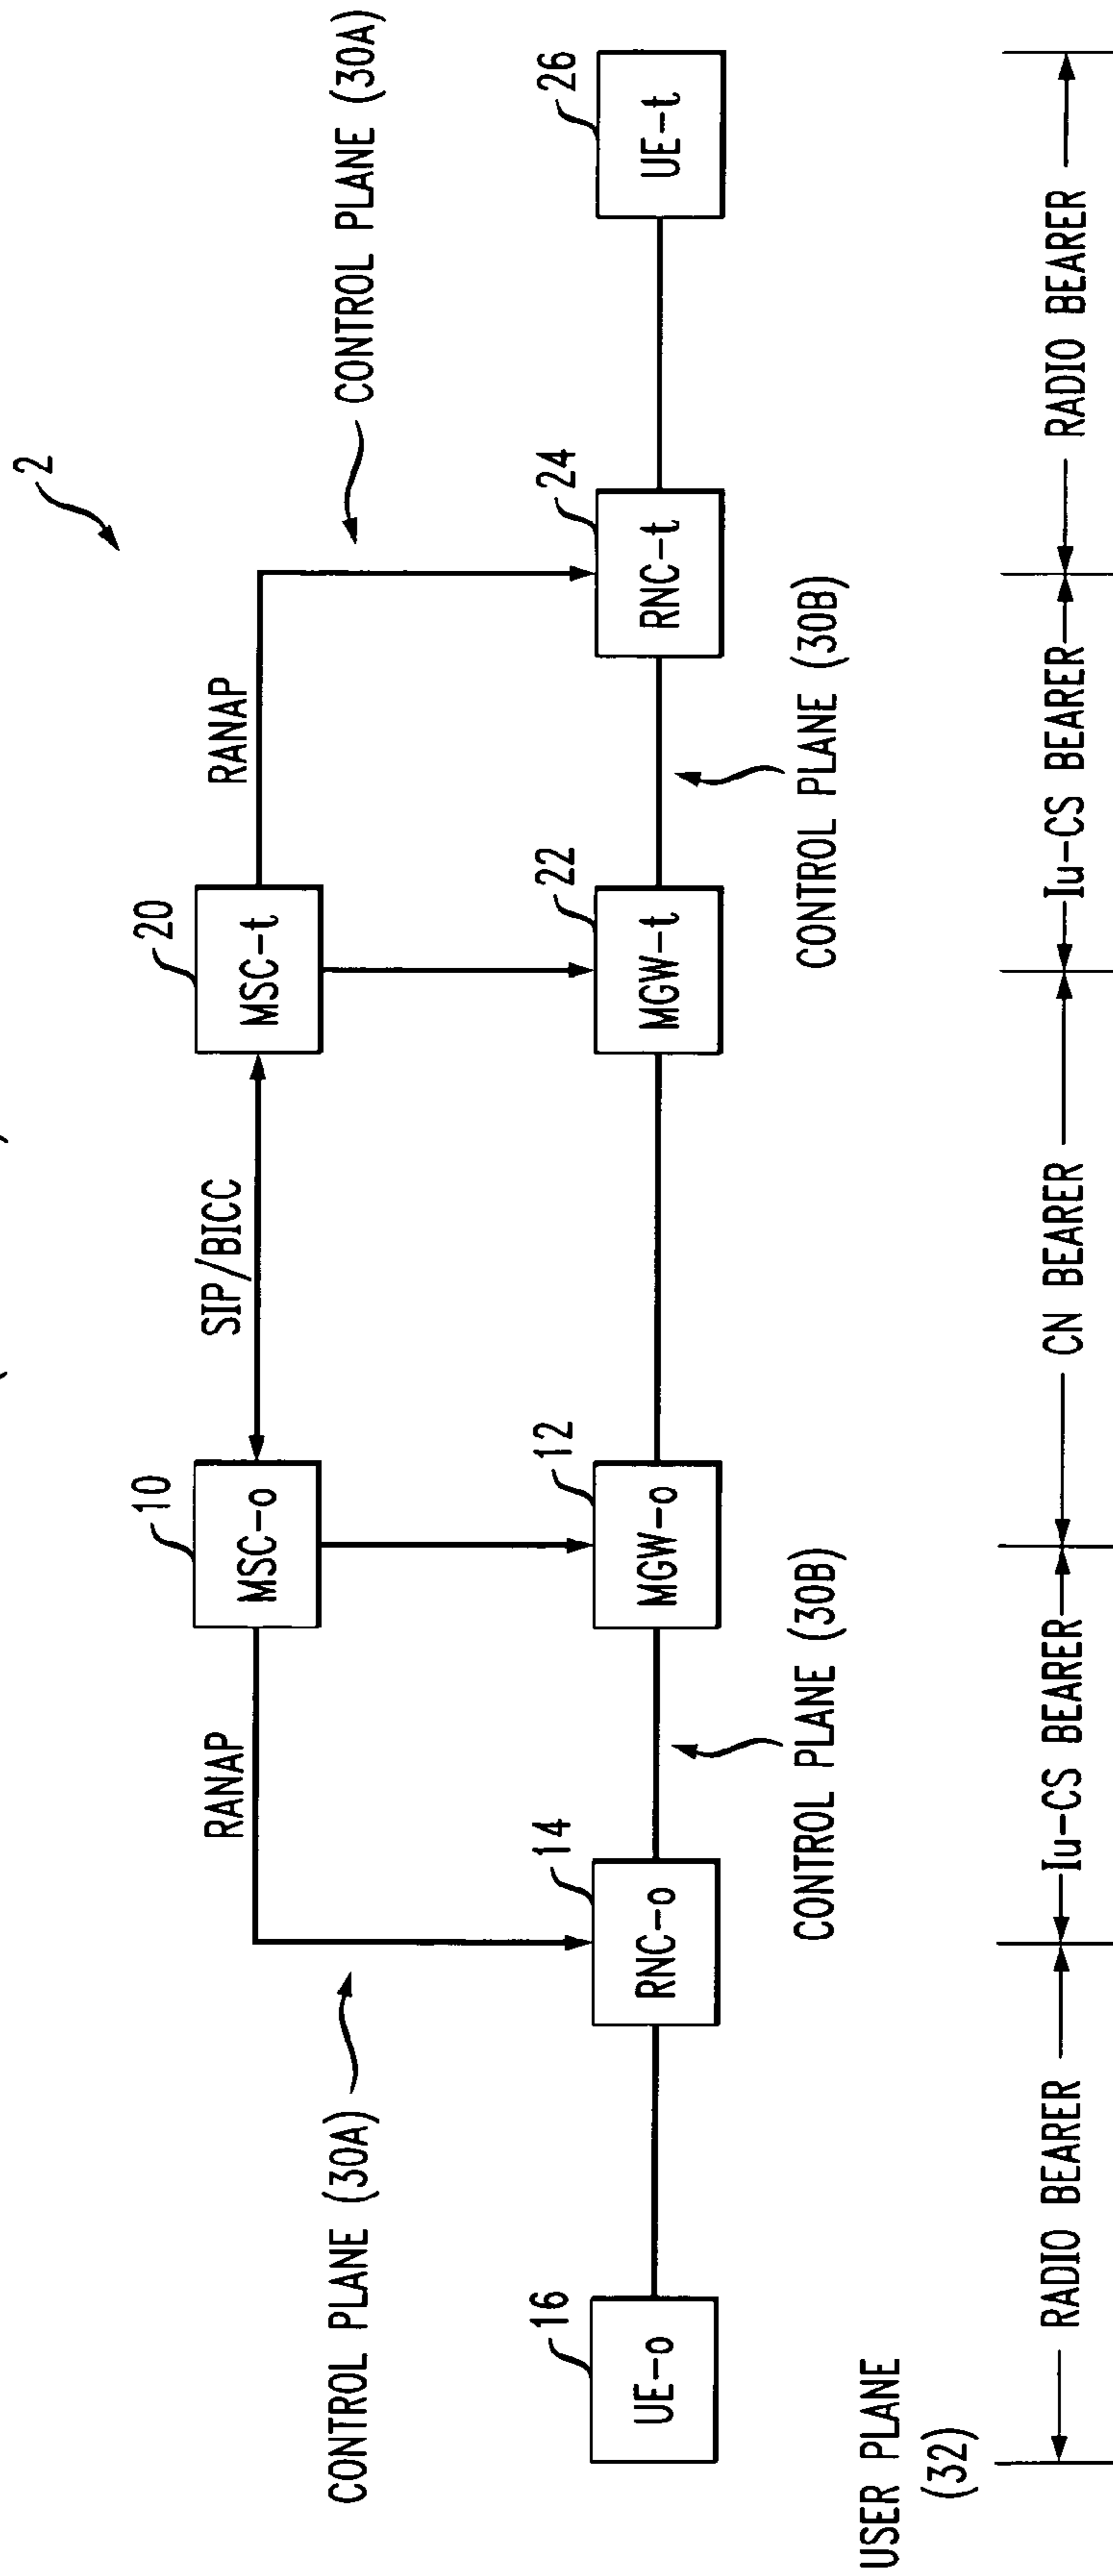 2
CONTROL PLANE (30A)
RANAP
10
MSC-o
SIP/BICC
20
MSC-t
RANAP
CONTROL PLANE (30A)
16
UE-o
14
RNC-o
12
MGW-o
22
MGW-t
24
RNC-t
26
UE-t
CONTROL PLANE (30B)
CONTROL PLANE (30B)
USER PLANE
(32)
RADIO BEARER
Iu-CS BEARER
CN BEARER
Iu-CS BEARER
RADIO BEARER